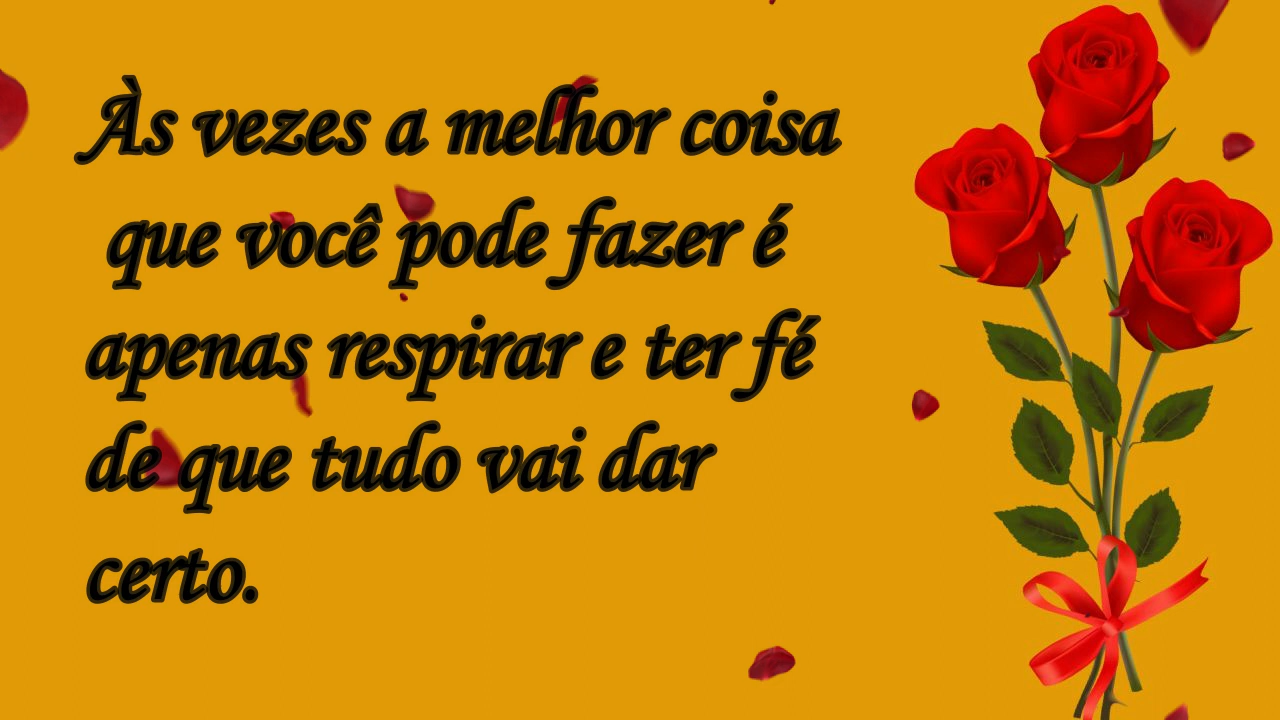 Às vezes a melhor coisa
que você pode fazer é
apenas respirar e ter fé
de que tudo vai dar
certo.